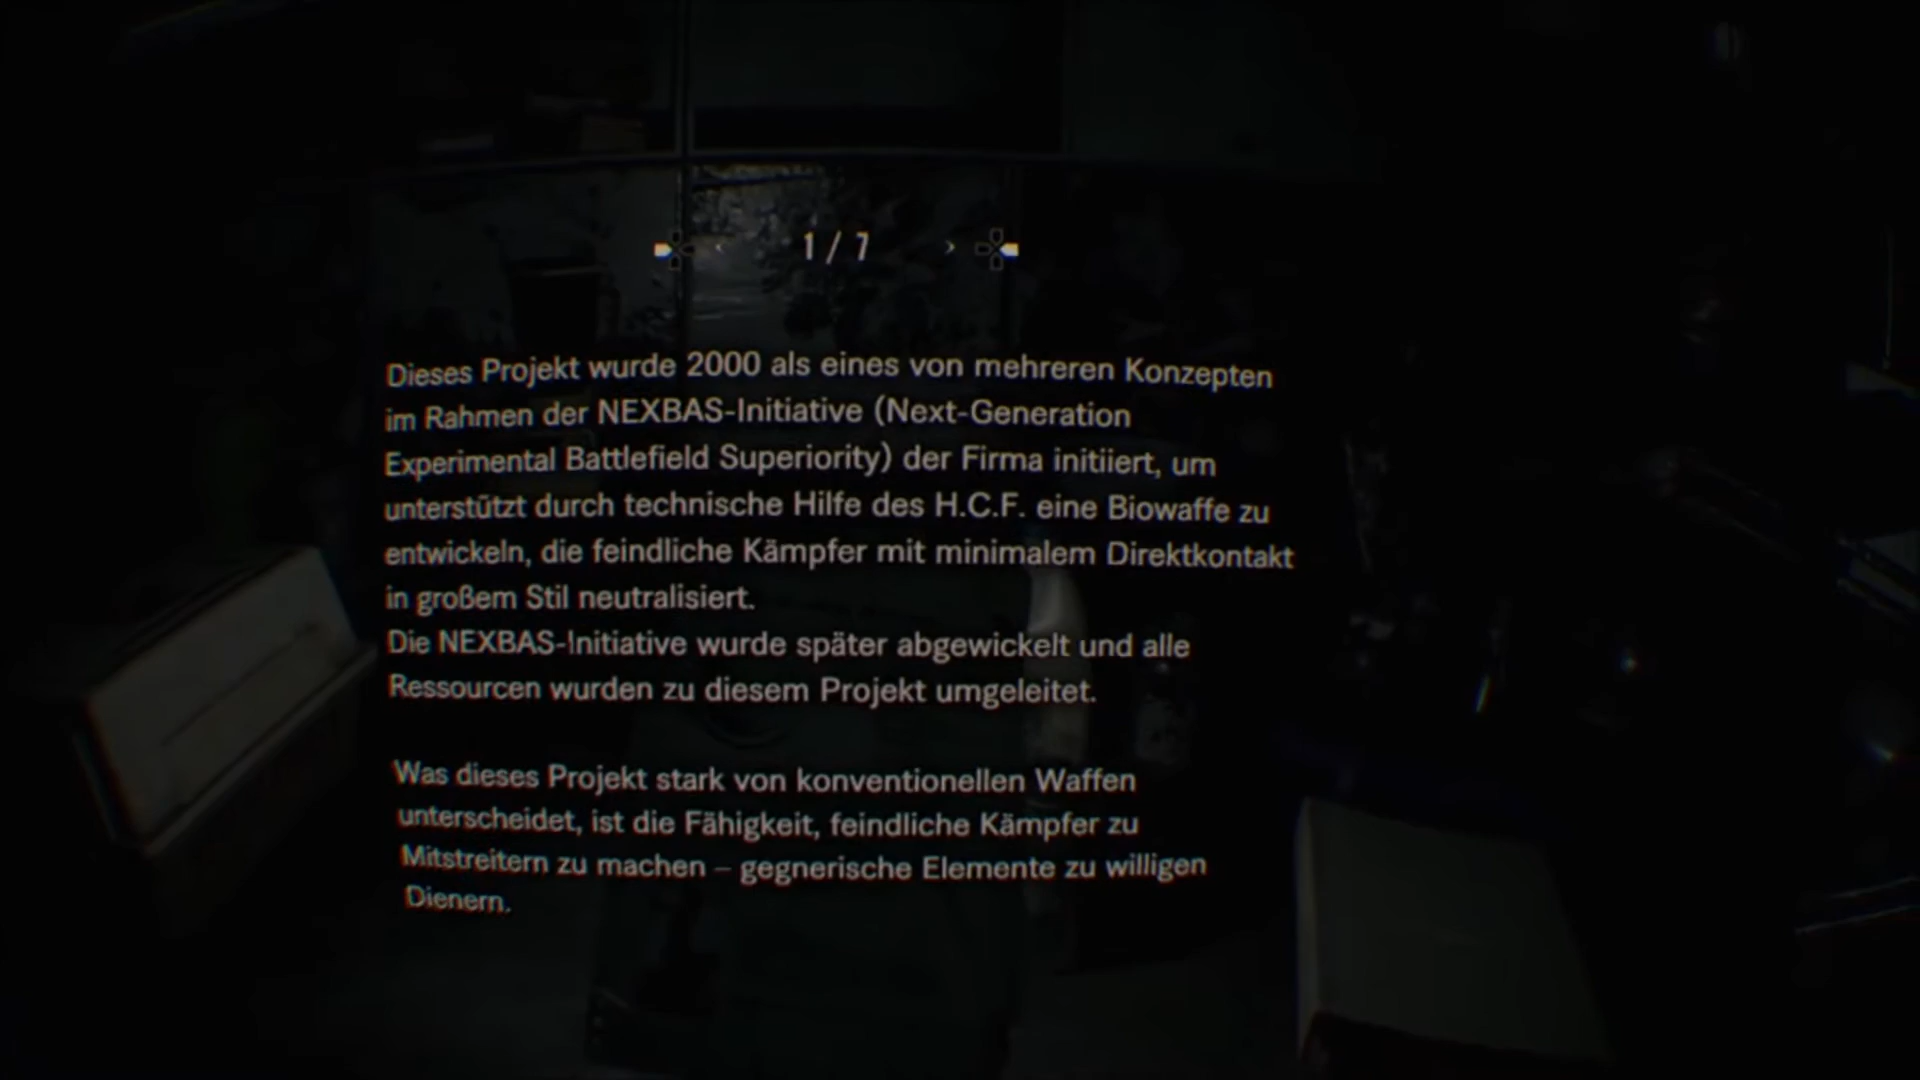 1 / 7
Dieses Projekt wurde 2000 als eines von mehreren Konzepten
im Rahmen der NEXBAS-Initiative (Next-Generation
Experimental Battlefield Superiority) der Firma initiiert, um
unterstützt durch technische Hilfe des H.C.F. eine Biowaffe zu
entwickeln, die feindliche Kämpfer mit minimalem Direktkontakt
in großem Stil neutralisiert.
Die NEXBAS-Initiative wurde später abgewickelt und alle
Ressourcen wurden zu diesem Projekt umgeleitet.
Was dieses Projekt stark von konventionellen Waffen
unterscheidet, ist die Fähigkeit, feindliche Kämpfer zu
Mitstreitern zu machen – gegnerische Elemente zu willigen
Dienern.